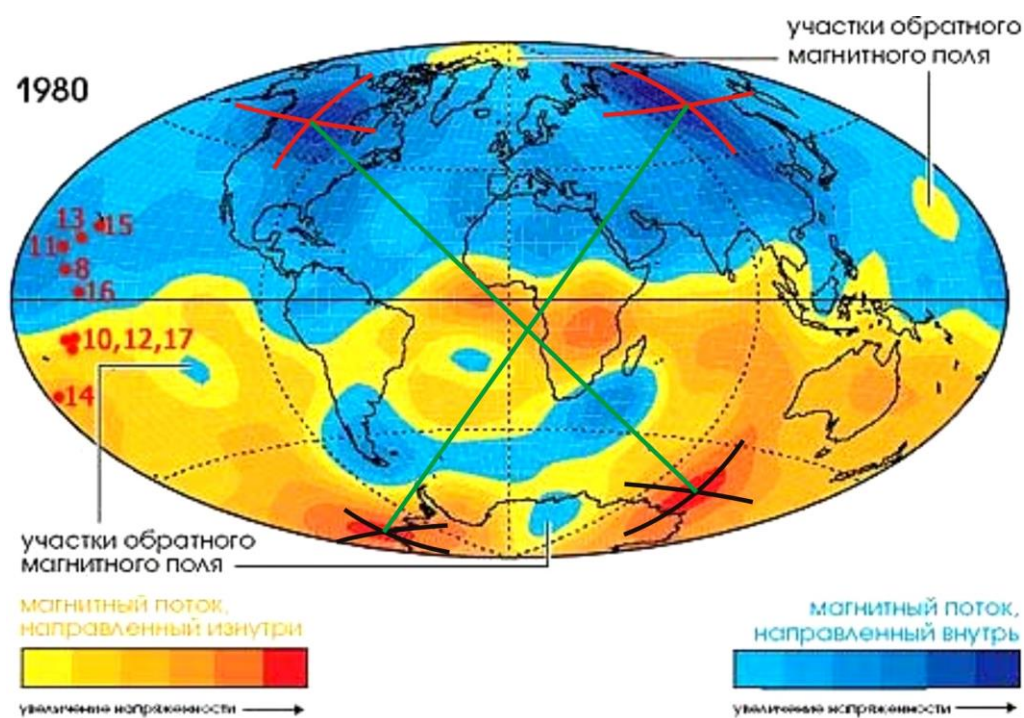 участки обратного
магнитного поля
1980
13
15
11
8
16
10,12,17
14
участки обратного
магнитного поля
магнитный поток,
направленный изнутри
увеличение напряженности
магнитный поток,
направленный внутрь
увеличение напряженности